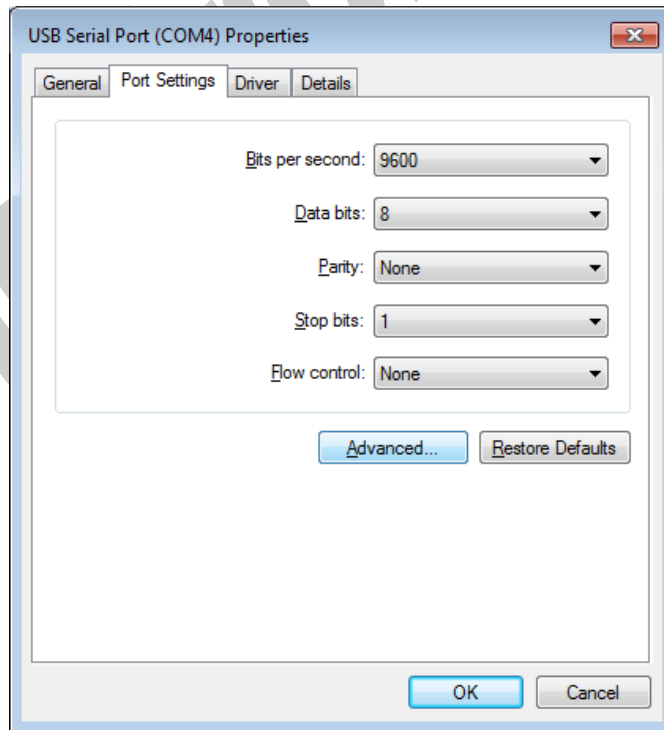 USB Serial Port (COM4) Properties
General Port Settings Driver Details
Bits per second: 9600
Data bits: 8
Parity: None
Stop bits: 1
Flow control: None
Advanced... Restore Defaults
OK Cancel